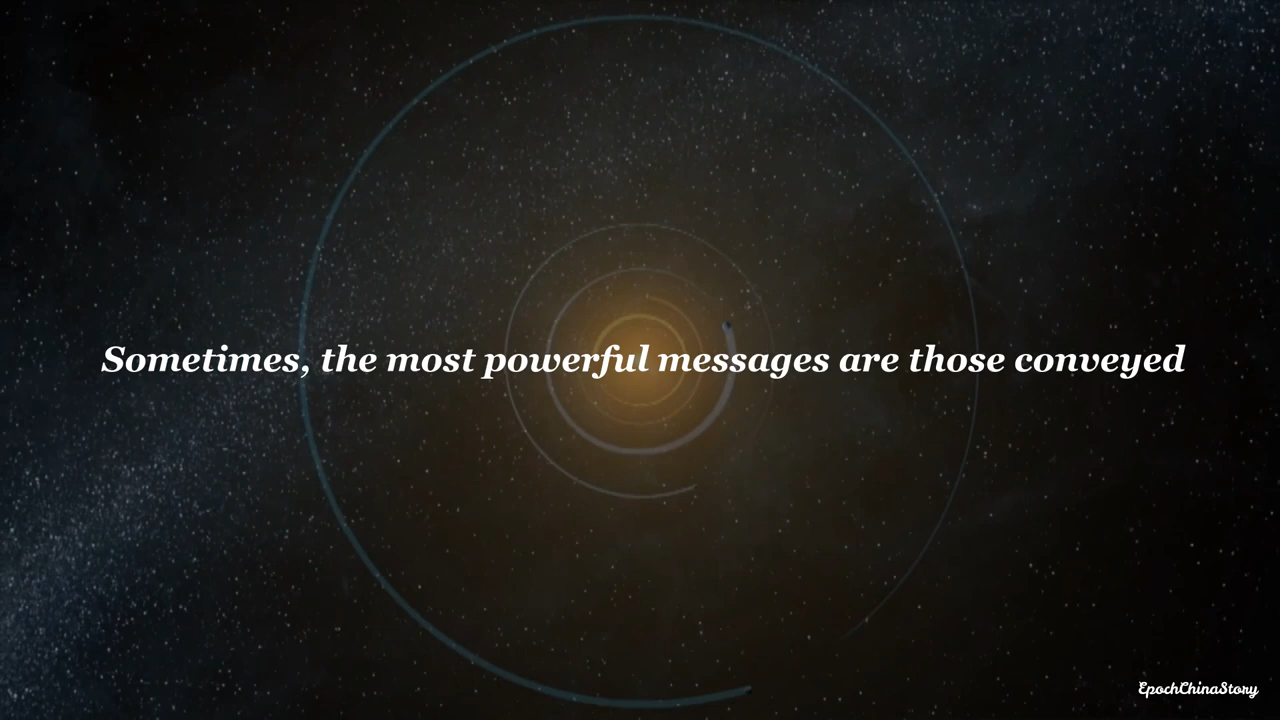 Sometimes, the most powerful messages are those conveyed
EpochChinaStory